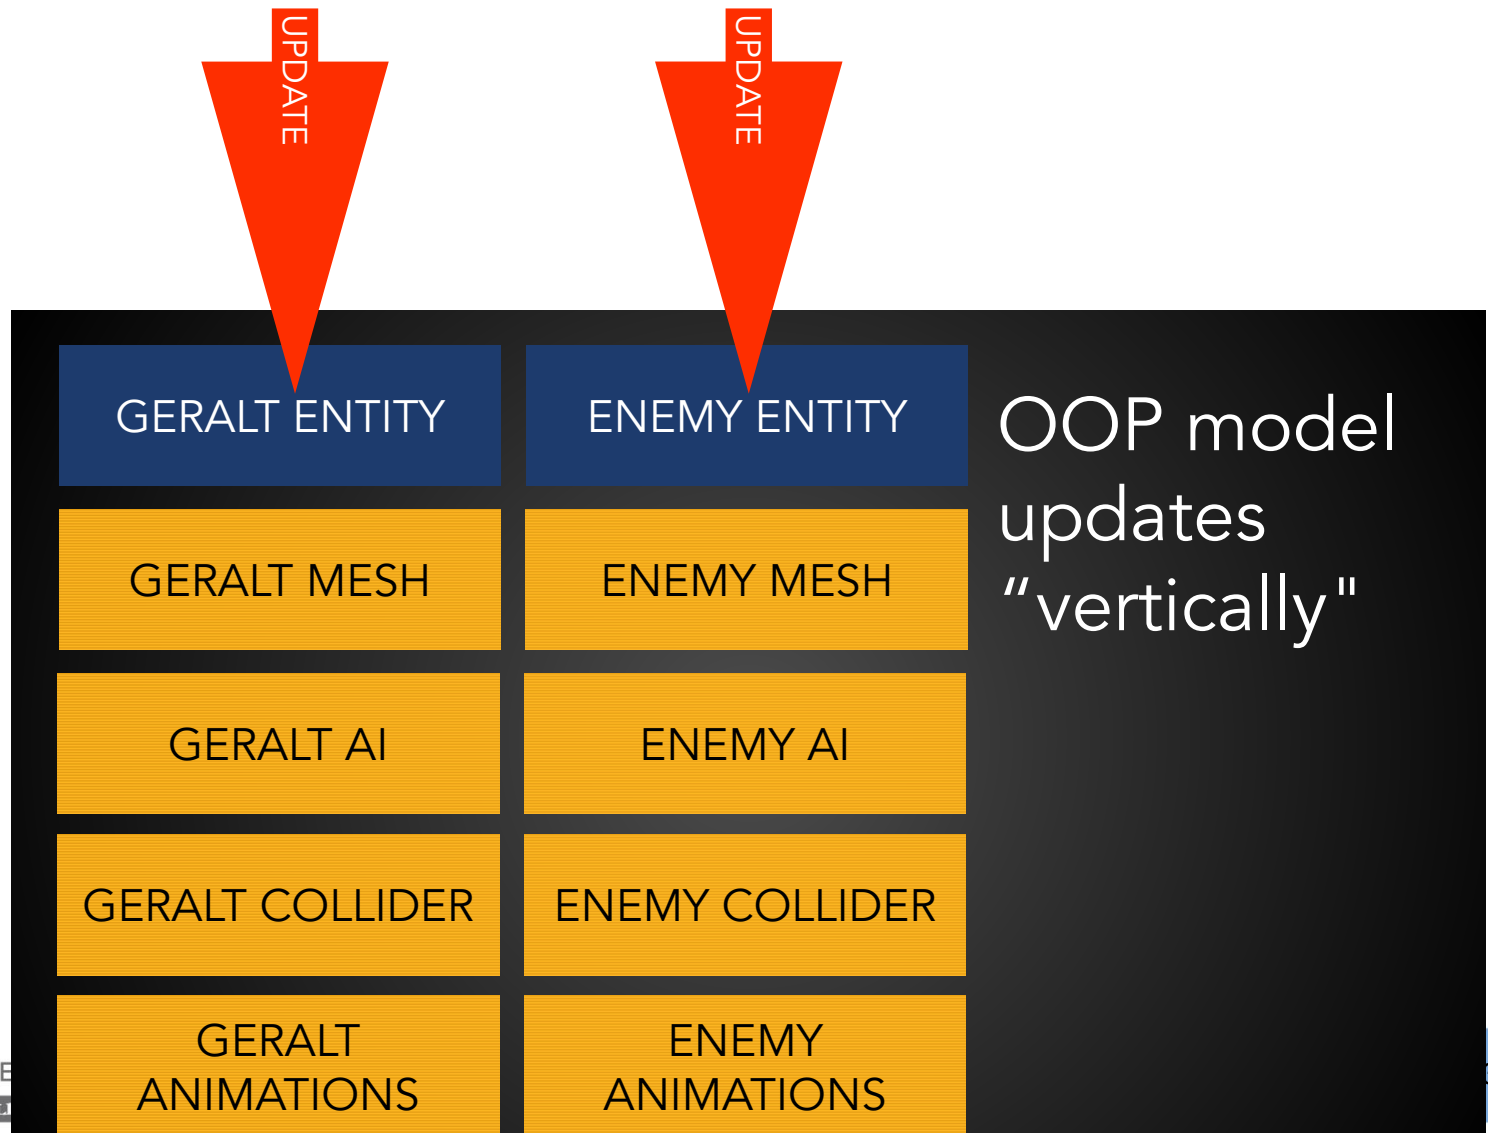 UPDATE
UPDATE
GERALT ENTITY
ENEMY ENTITY
OOP model
updates
“vertically"
GERALT MESH
ENEMY MESH
GERALT AI
ENEMY AI
GERALT COLLIDER
ENEMY COLLIDER
GERALT
ANIMATIONS
ENEMY
ANIMATIONS